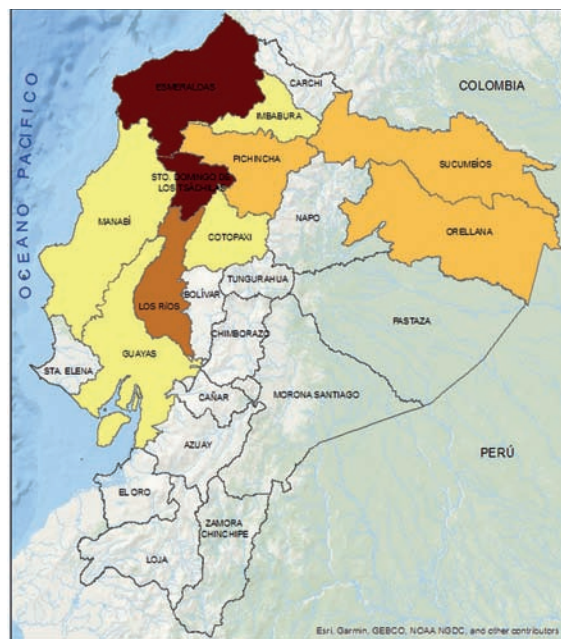 ESMERALDAS
CARCHI
COLOMBIA
IMBABURA
OCEANO PACIFICO
PICHINCHA
SUCUMBÍOS
STO. DOMINGO DE
LOS TSÁCHILAS
MANABÍ
NAPO
COTOPAXI
ORELLANA
TUNGURAHUA
BOLÍVAR
LOS RÍOS
PASTAZA
CHIMBORAZO
GUAYAS
STA. ELENA
CAÑAR
MORONA SANTIAGO
AZUAY
PERÚ
EL ORO
ZAMORA
CHINCHIPE
LOJA
Esri, Garmin, GEBCO, NOAA NGDC, and other contributors